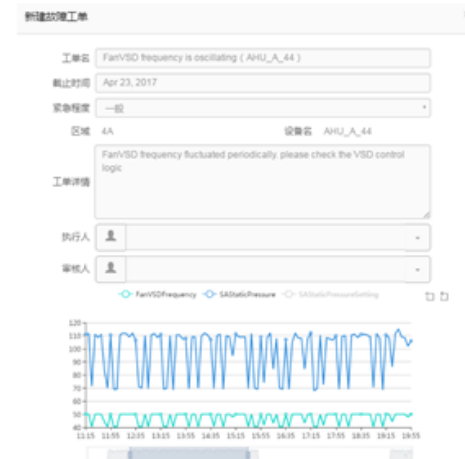 新建故障工单
工单名 FanVSD frequency is oscillating ( AHU_A_44 )
截止时间 Apr 23, 2017
紧急程度 一般
区域 4A 设备名 AHU_A_44
工单详情 FanVSD frequency fluctuated periodically. please check the VSD control
logic
执行人
审核人
FanVSDFrequency SAStaticPressure SAStaticPressureSetting
120
110
100
90
80
70
60
50
40
11:15 11:55 12:35 13:15 13:55 14:35 15:15 15:55 16:35 17:15 17:55 18:35 19:15 19:55